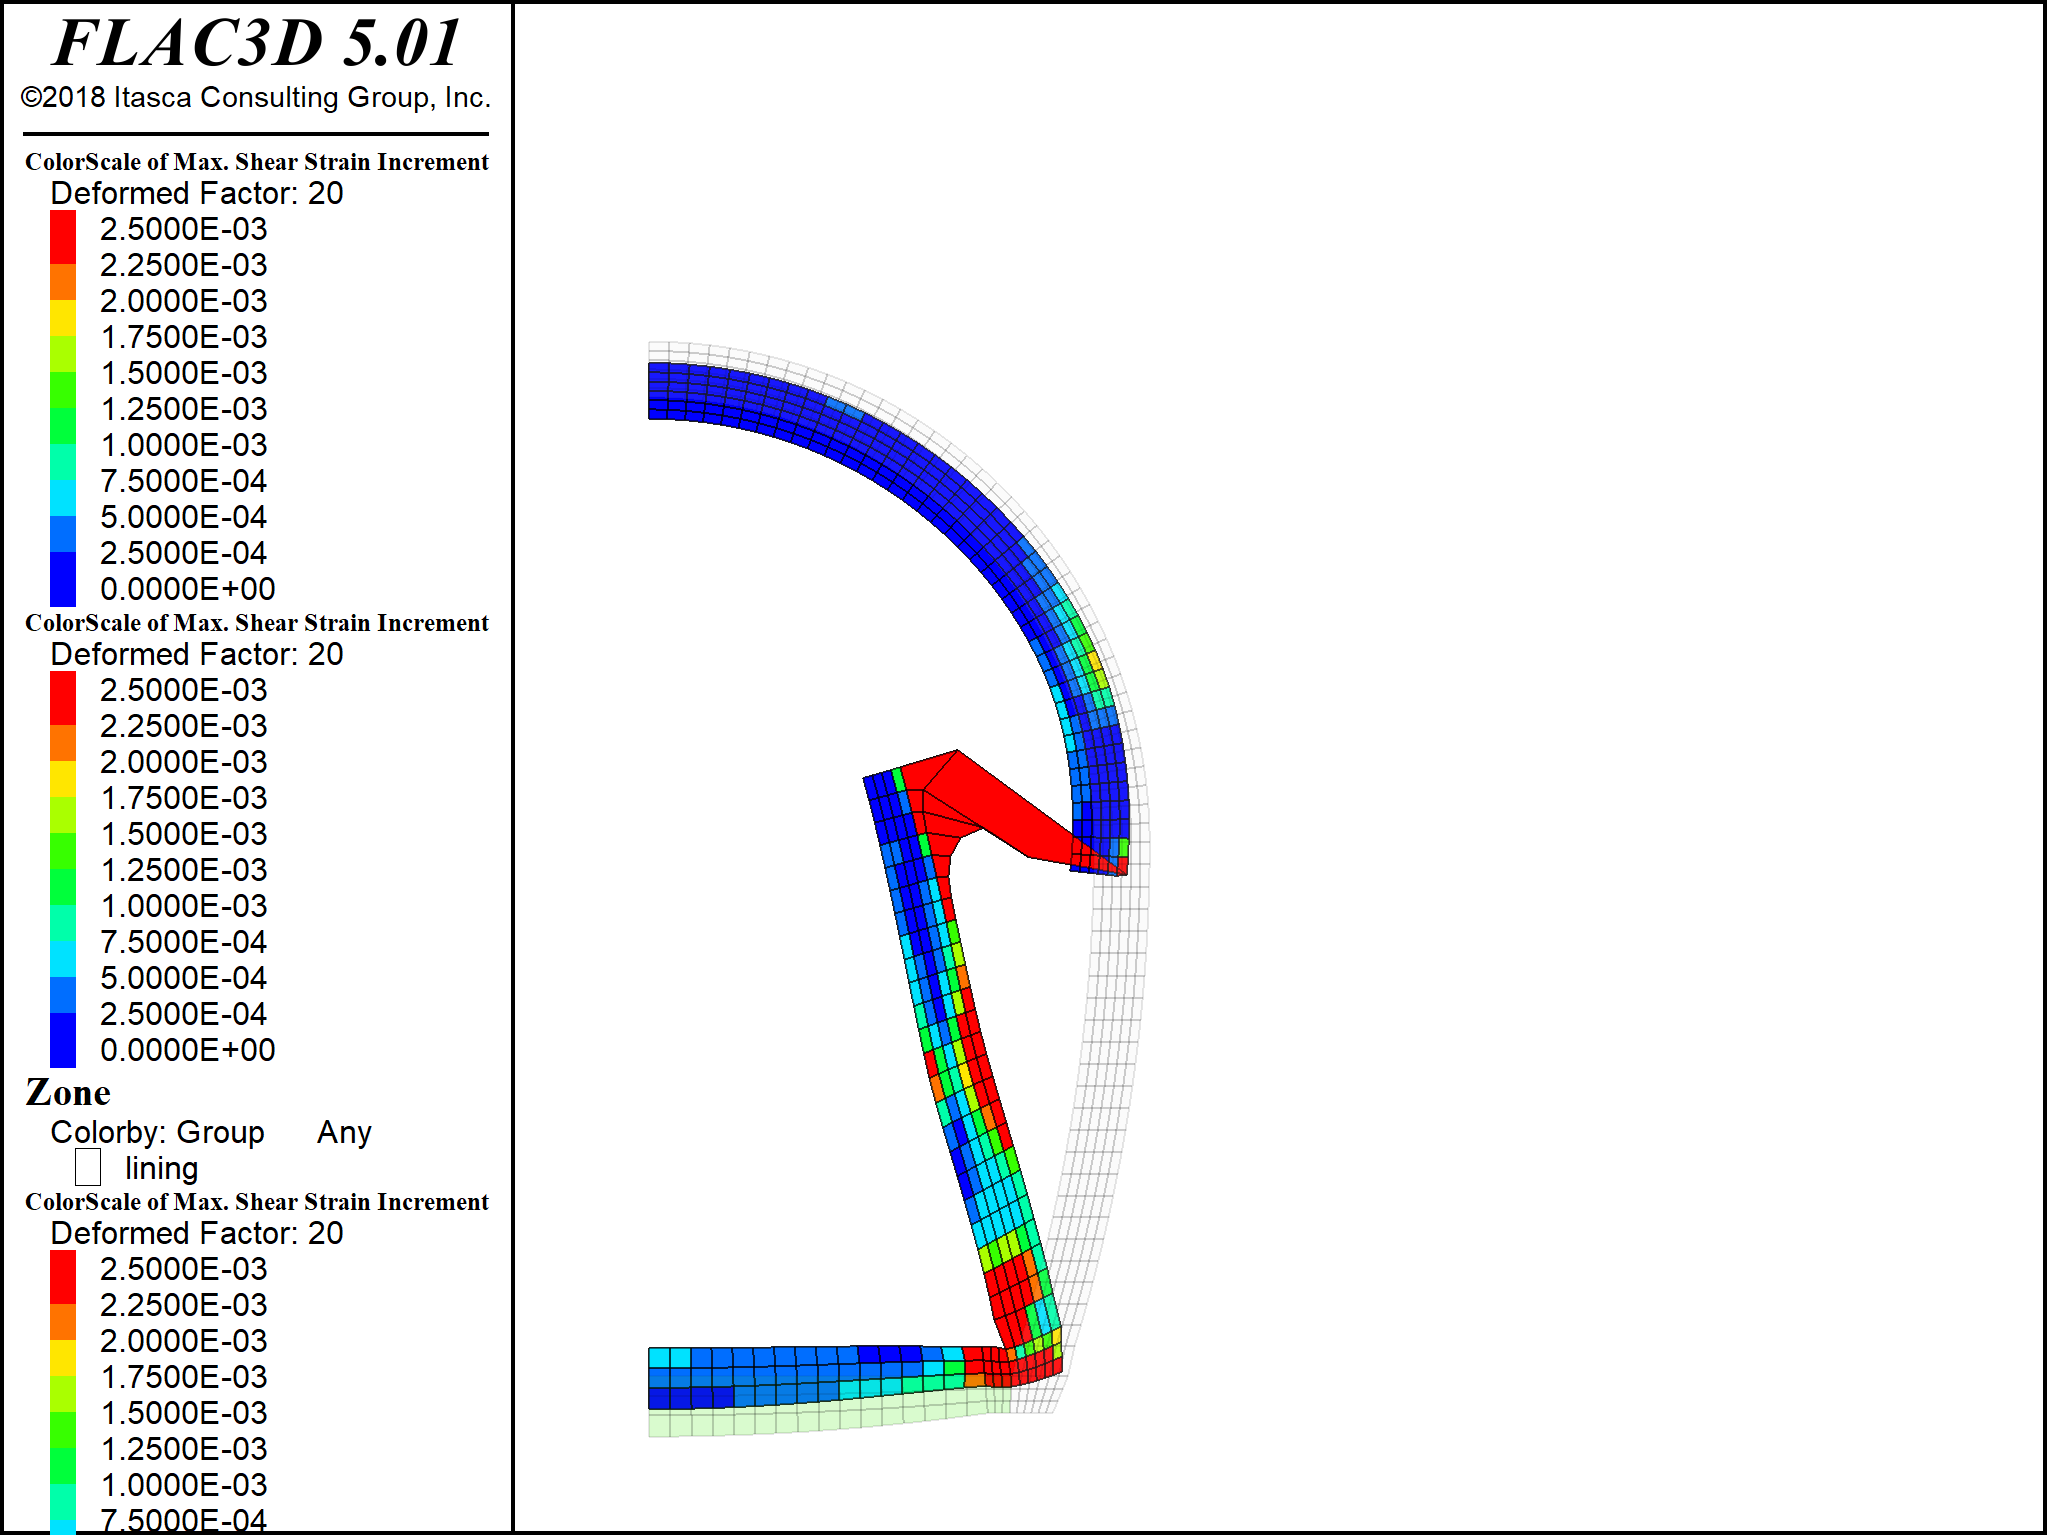 FLAC3D 5.01
©2018 Itasca Consulting Group, Inc.
ColorScale of Max. Shear Strain Increment
Deformed Factor: 20
2.5000E-03
2.2500E-03
2.0000E-03
1.7500E-03
1.5000E-03
1.2500E-03
1.0000E-03
7.5000E-04
5.0000E-04
2.5000E-04
0.0000E+00
ColorScale of Max. Shear Strain Increment
Deformed Factor: 20
2.5000E-03
2.2500E-03
2.0000E-03
1.7500E-03
1.5000E-03
1.2500E-03
1.0000E-03
7.5000E-04
5.0000E-04
2.5000E-04
0.0000E+00
Zone
Colorby: Group Any
lining
ColorScale of Max. Shear Strain Increment
Deformed Factor: 20
2.5000E-03
2.2500E-03
2.0000E-03
1.7500E-03
1.5000E-03
1.2500E-03
1.0000E-03
7.5000E-04